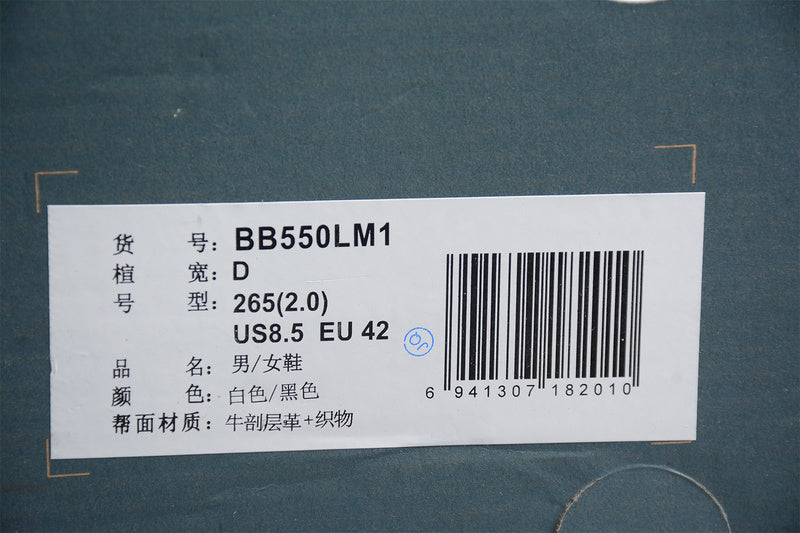 货 号：BB550LM1
楦 宽：D
号 型：265(2.0)
US8.5 EU 42
品 名：男/女鞋
颜 色：白色/黑色
帮面材质：牛剖层革+织物
6 941307 182010